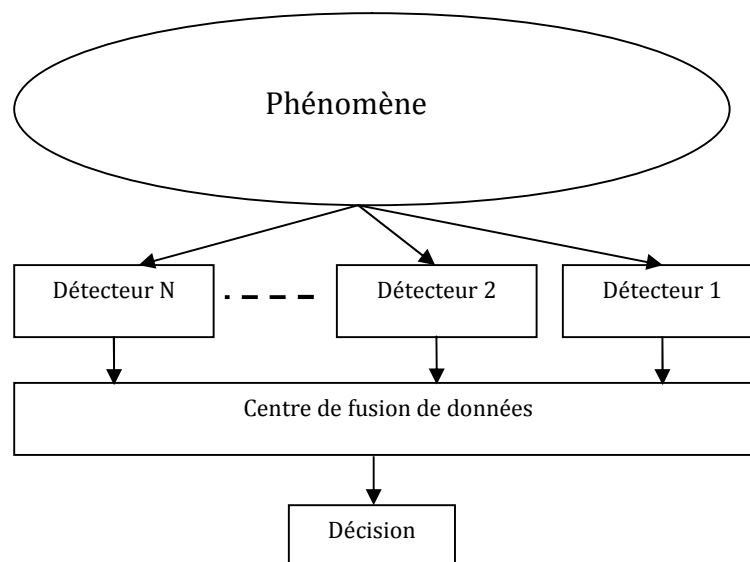 Phénomène
Détecteur N
Détecteur 2
Détecteur 1
Centre de fusion de données
Décision